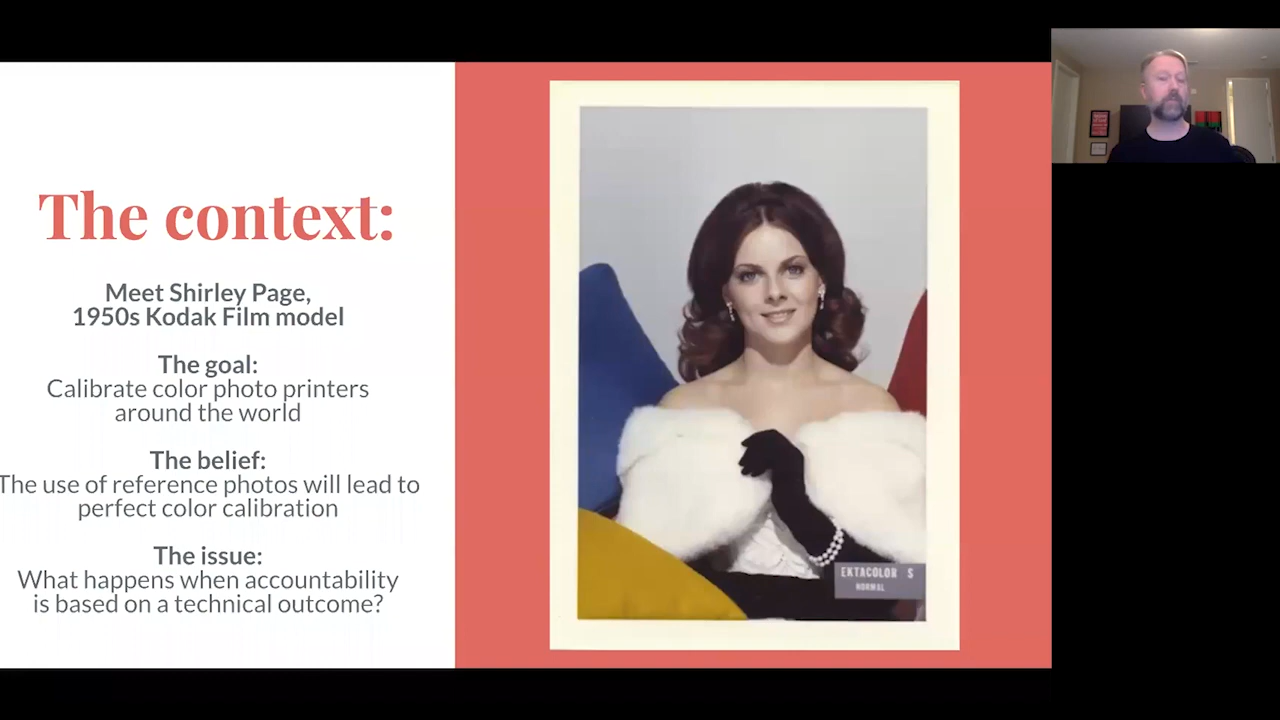 The context:
Meet Shirley Page,
1950s Kodak Film model
The goal:
Calibrate color photo printers
around the world
The belief:
The use of reference photos will lead to
perfect color calibration
The issue:
What happens when accountability
is based on a technical outcome?
EKTACOLOR S
NORMAL